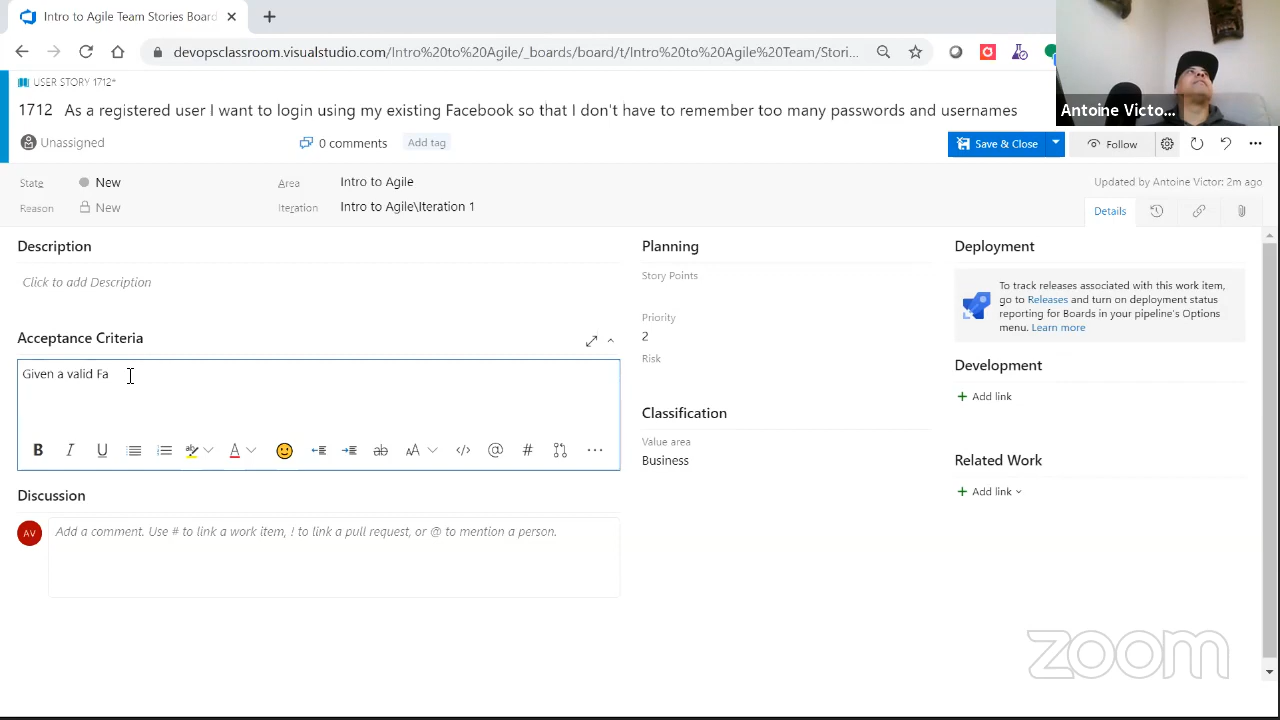 Intro to Agile Team Stories Board
devopsclassroom.visualstudio.com/Intro%20to%20Agile/_boards/board/t/Intro%20to%20Agile%20Team/Stori...
USER STORY 1712*
1712 As a registered user I want to login using my existing Facebook so that I don't have to remember too many passwords and usernames
Antoine Victo...
Unassigned
0 comments
Add tag
Save & Close
Follow
State
New
Area
Intro to Agile
Updated by Antoine Victor: 2m ago
Reason
New
Iteration
Intro to Agile\Iteration 1
Details
Description
Click to add Description
Acceptance Criteria
Given a valid Fa
B I U ab A ab AA </> @ #
Discussion
AV
Add a comment. Use # to link a work item, ! to link a pull request, or @ to mention a person.
Planning
Story Points
Priority
2
Risk
Classification
Value area
Business
Deployment
To track releases associated with this work item,
go to Releases and turn on deployment status
reporting for Boards in your pipeline's Options
menu. Learn more
Development
+ Add link
Related Work
+ Add link
zoom